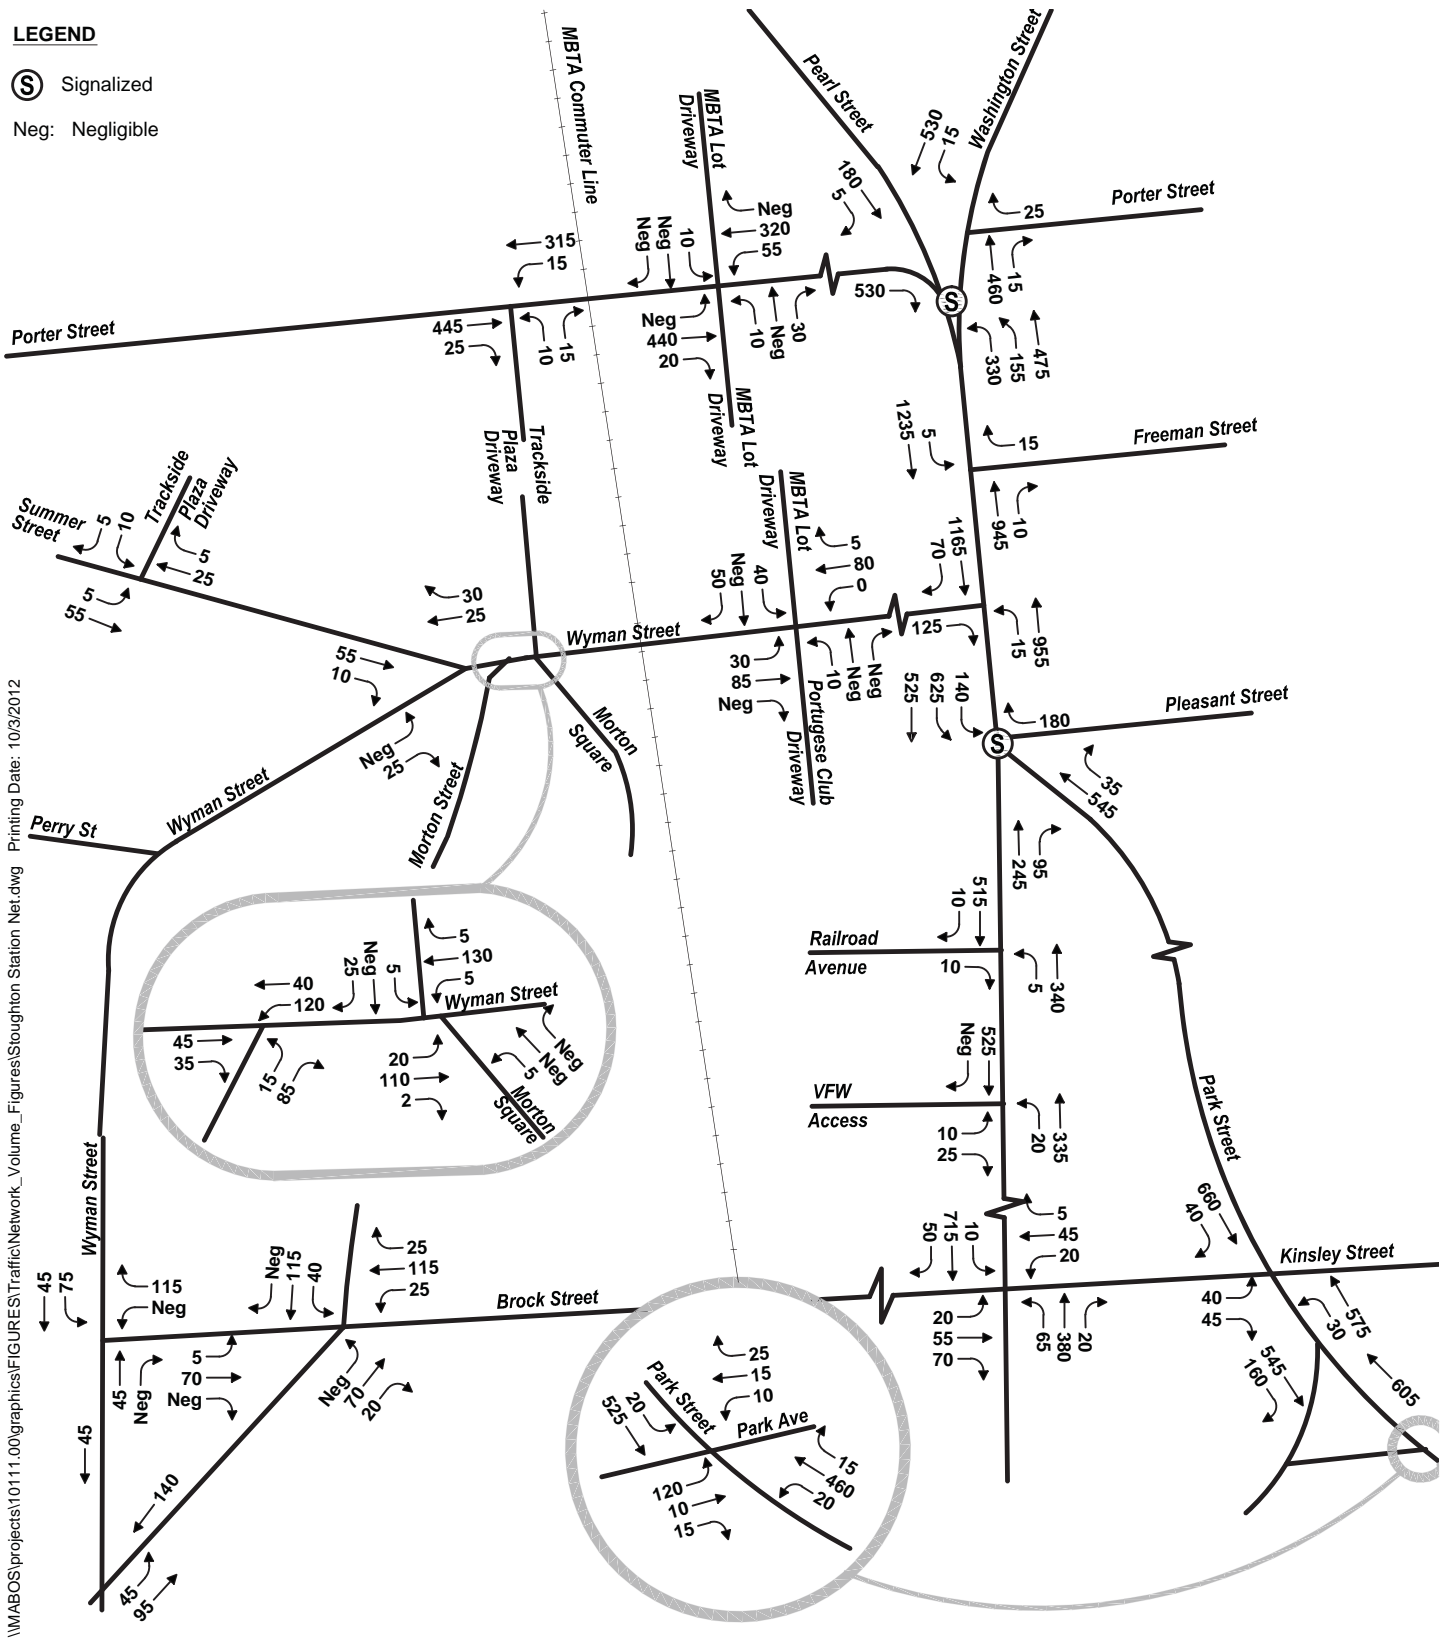 LEGEND
S Signalized
Neg: Negligible
MBTA Commuter Line
MBTA Lot
Driveway
Pearl Street
Washington Street
530
15
180
5
Porter Street
25
460
15
Neg
320
55
Neg
Neg
10
315
15
Porter Street
445
25
10
15
Neg
440
20
10
Neg
30
530
S
330
155
475
MBTA Lot
Driveway
Trackside
Plaza
Driveway
1235
5
15
Freeman Street
945
10
Summer
Street
Trackside
Plaza
Driveway
5
10
5
25
5
55
MBTA Lot
Driveway
5
80
0
50
Neg
40
1165
70
30
25
Wyman Street
125
15
955
55
10
30
85
Neg
10
Neg
Neg
Portugese Club
Driveway
525
625
140
180
Pleasant Street
S
35
545
Neg
25
Morton
Square
Morton Street
Wyman Street
Perry St
245
95
515
10
Railroad
Avenue
10
5
340
5
130
5
Neg
25
5
40
120
Wyman Street
45
35
15
85
20
110
2
Neg
Neg
5
Morton
Square
525
Neg
VFW
Access
10
25
20
335
Park Street
Wyman Street
660
40
Kinsley Street
5
45
20
50
715
10
45
75
115
Neg
Neg
115
40
25
115
25
Brock Street
20
55
70
65
380
20
40
45
575
30
45
Neg
5
70
Neg
Neg
70
20
545
160
605
25
15
10
Park Street
Park Ave
20
525
120
10
15
15
460
20
45
140
45
95
\\MABOS\projects\10111.00\graphics\FIGURES\Traffic\Network_Volume_Figures\Stoughton Station Net.dwg Printing Date: 10/3/2012